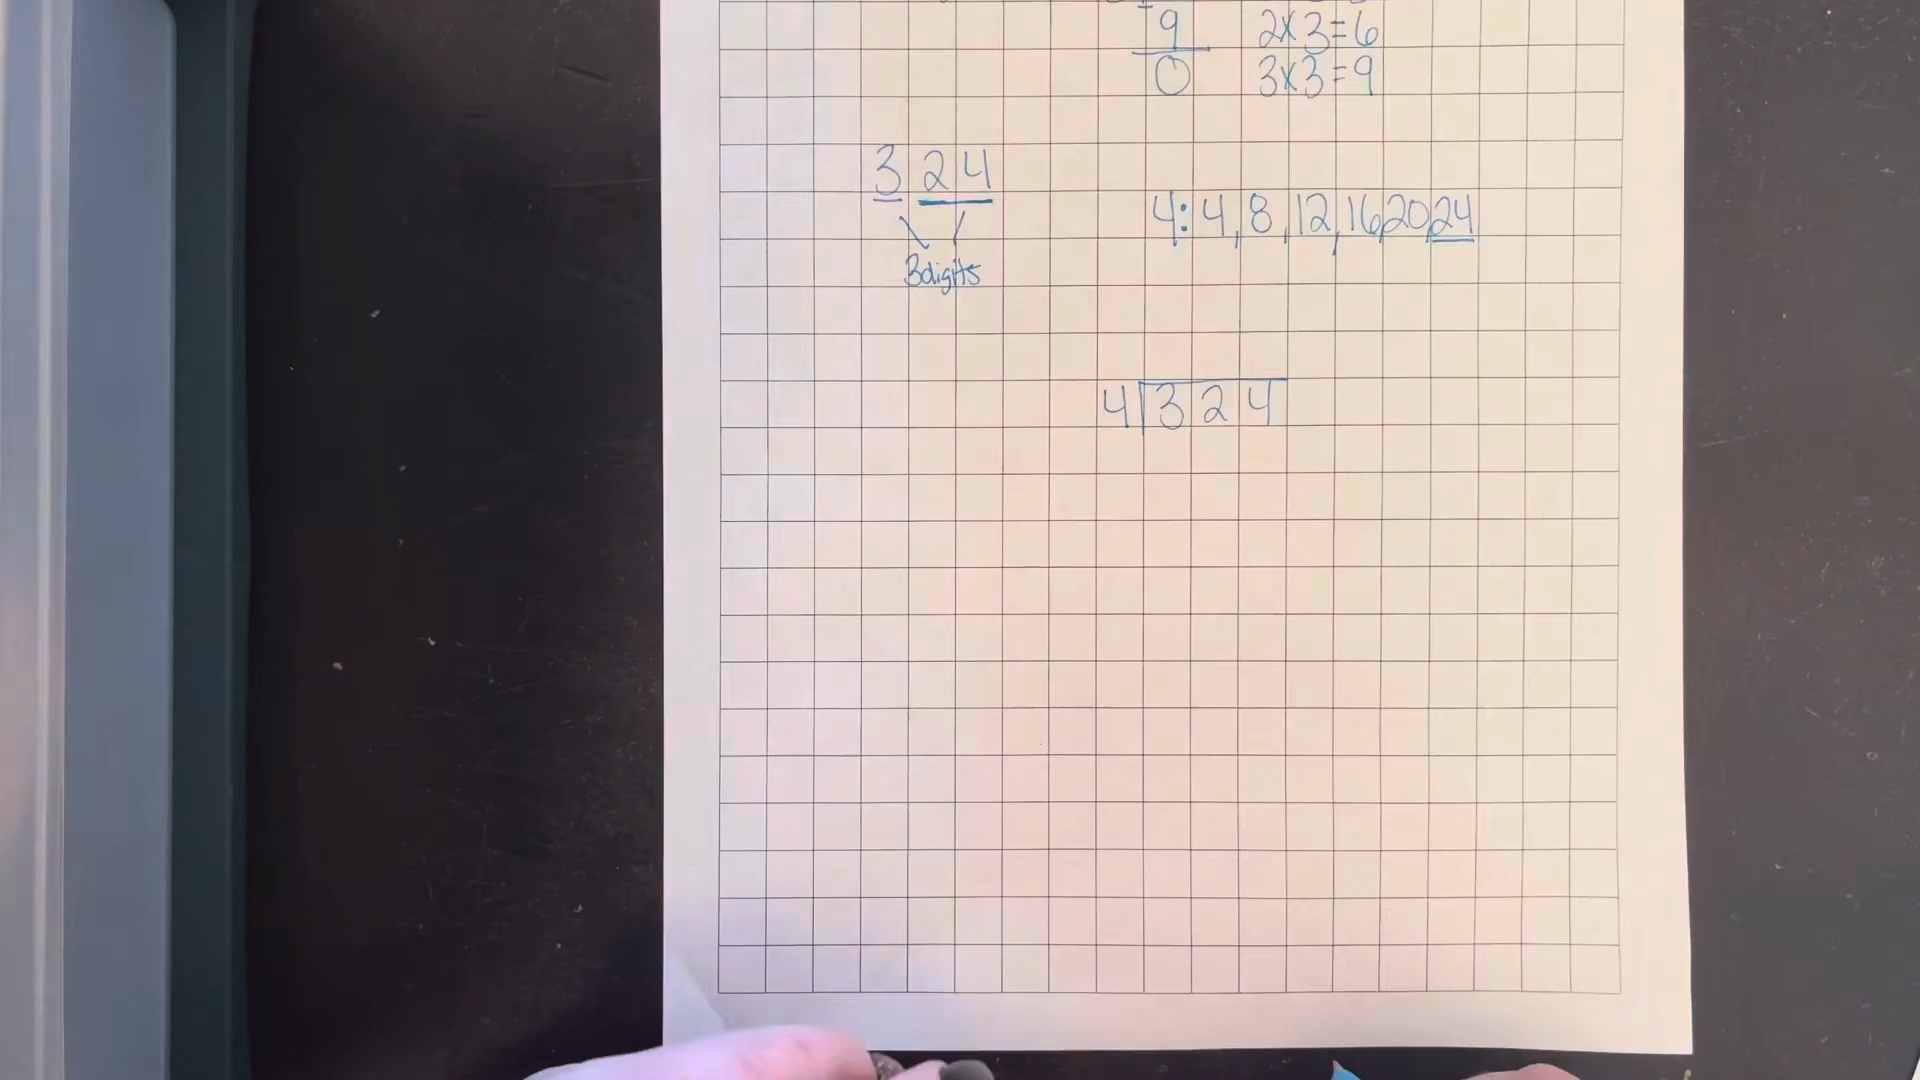 9 2x3=6
0 3x3=9
3 24
4: 4, 8, 12, 16, 20, 24
3digits
4 324